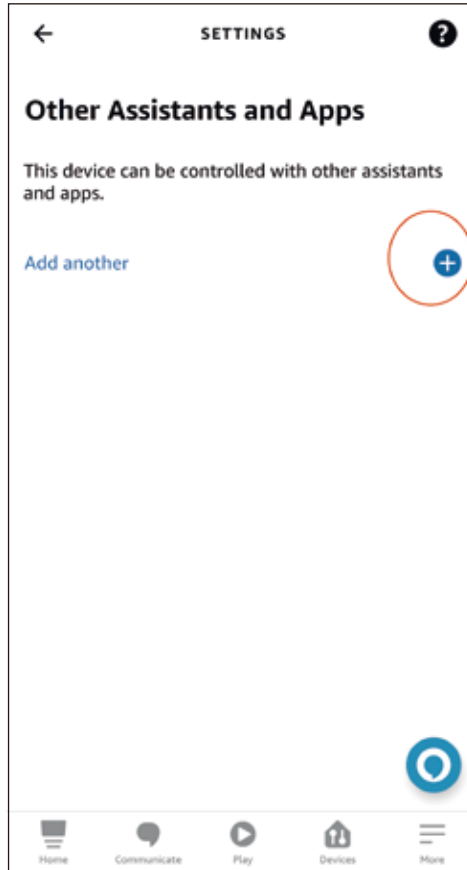 SETTINGS
?
Other Assistants and Apps
This device can be controlled with other assistants
and apps.
Add another
Home Communicate Play Devices More